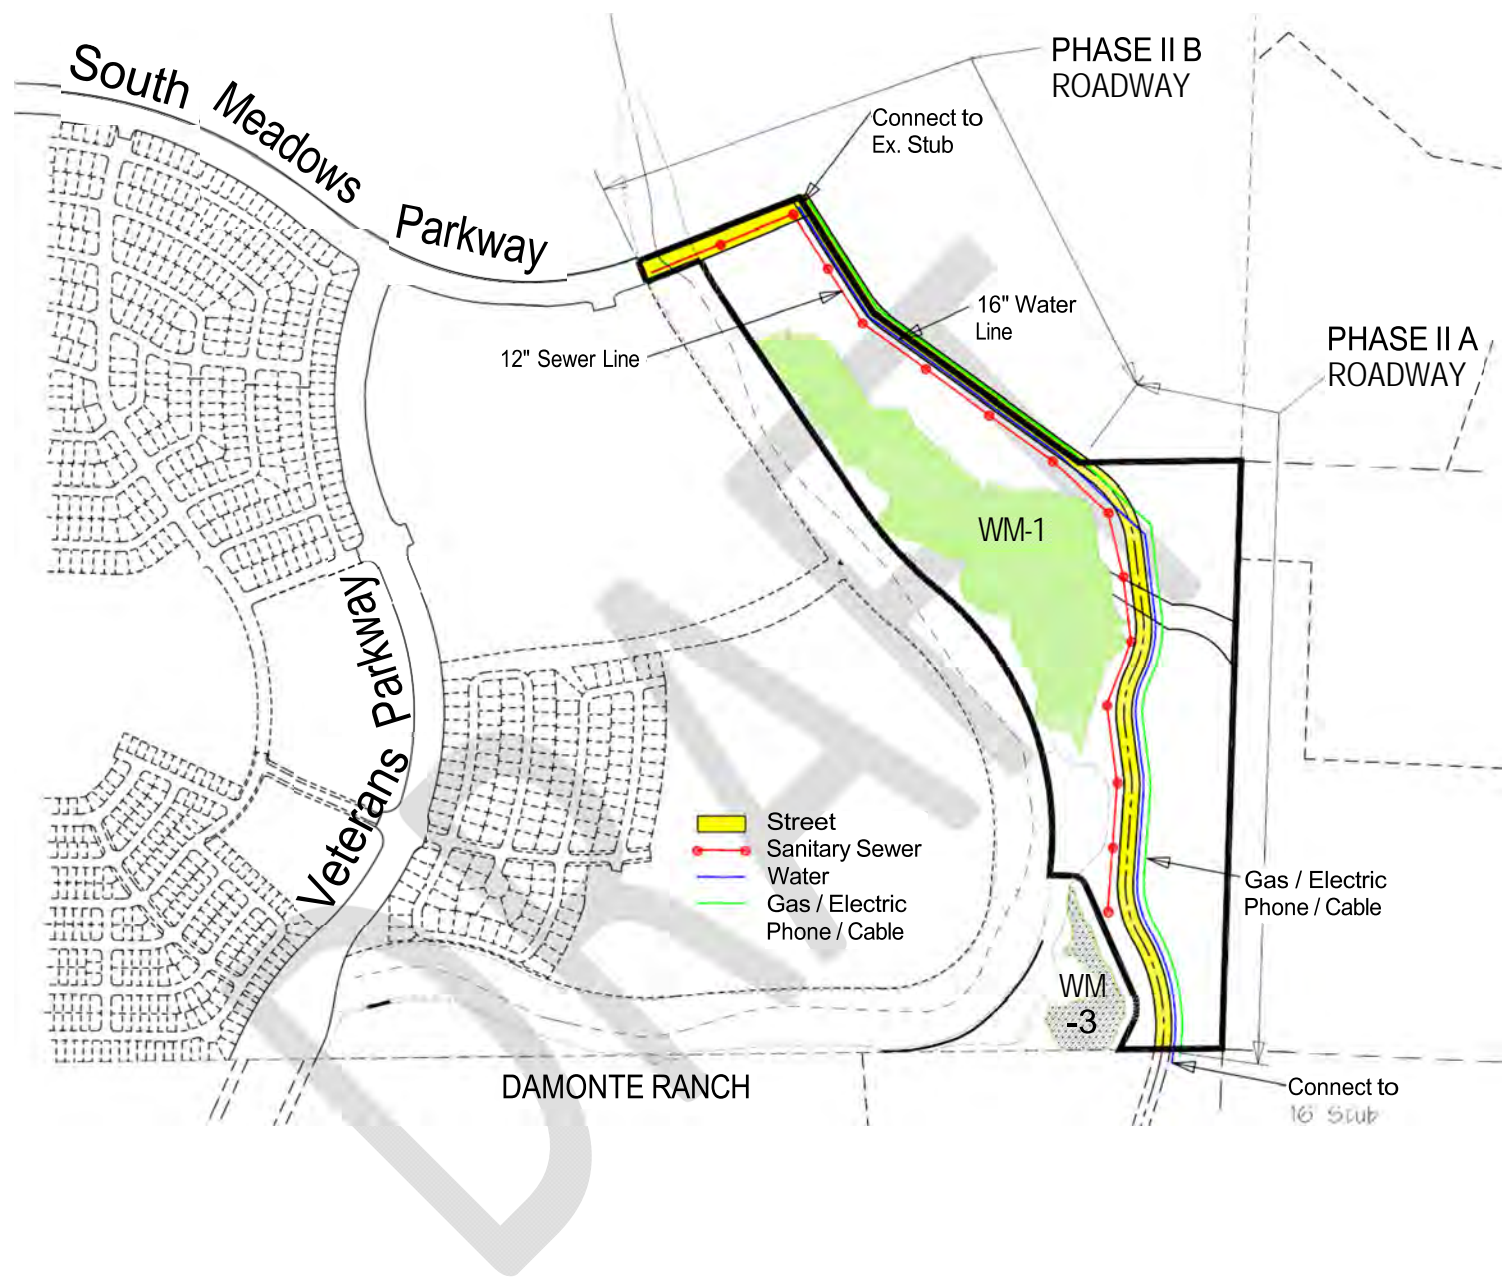 South Meadows Parkway
PHASE II B
ROADWAY
Connect to
Ex. Stub
16" Water
Line
12" Sewer Line
PHASE II A
ROADWAY
WM-1
Veterans Parkway
Street
Sanitary Sewer
Water
Gas / Electric
Phone / Cable
Gas / Electric
Phone / Cable
WM
-3
DAMONTE RANCH
Connect to
16" Stub
DRAFT